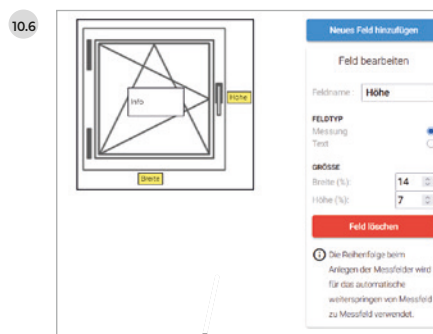 10.6
Neues Feld hinzufügen
Feld bearbeiten
Feldname: Höhe
FELDTYP
Messung
Text
GRÖSSE
Breite (%): 14
Höhe (%): 7
Feld löschen
Die Reihenfolge beim
Anlegen der Messfelder wird
für das automatische
weiterspringen von Messfeld
zu Messfeld verwendet.
Info
Höhe
Breite